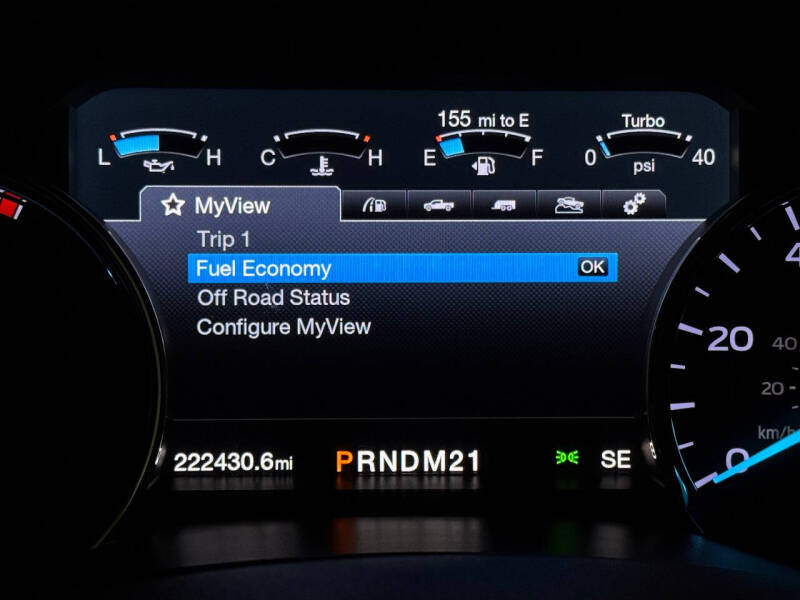 155 mi to E
Turbo
L H
C H
E F
0 40
psi
MyView
Trip 1
Fuel Economy OK
Off Road Status
Configure MyView
20
40
20
km/h
0
222430.6mi
PRNDM21
SE